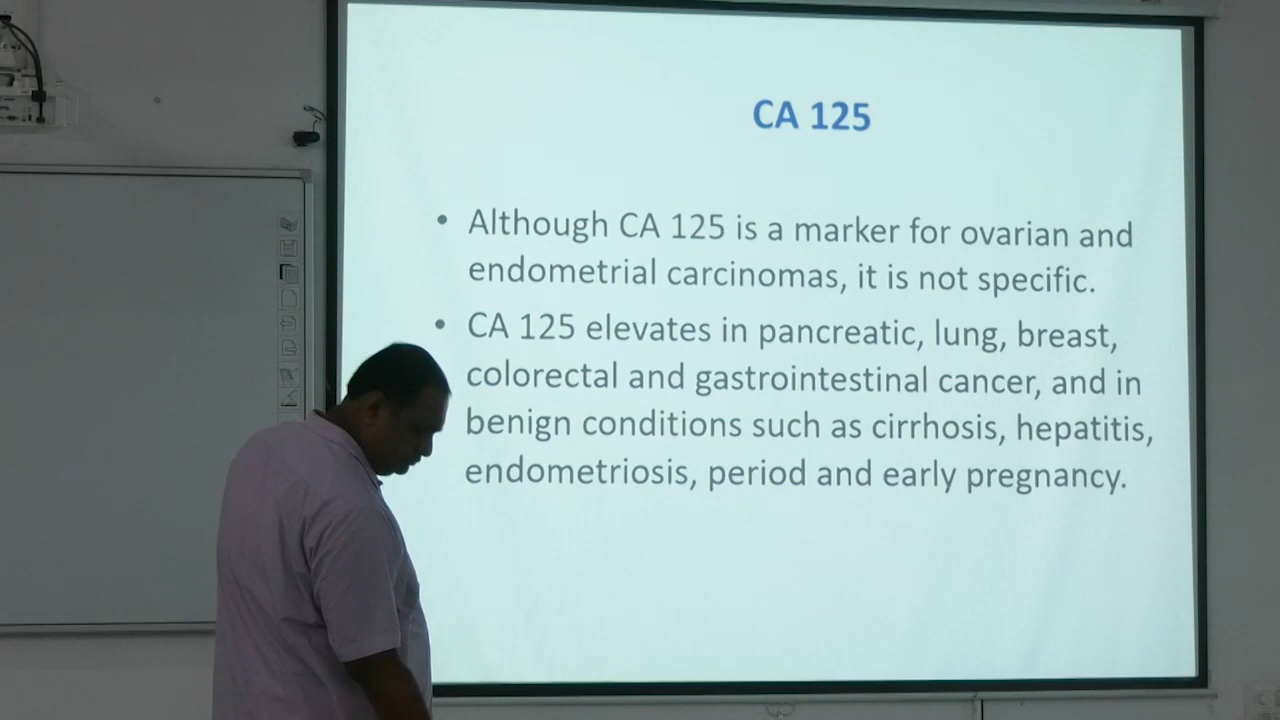 CA 125
• Although CA 125 is a marker for ovarian and
endometrial carcinomas, it is not specific.
• CA 125 elevates in pancreatic, lung, breast,
colorectal and gastrointestinal cancer, and in
benign conditions such as cirrhosis, hepatitis,
endometriosis, period and early pregnancy.